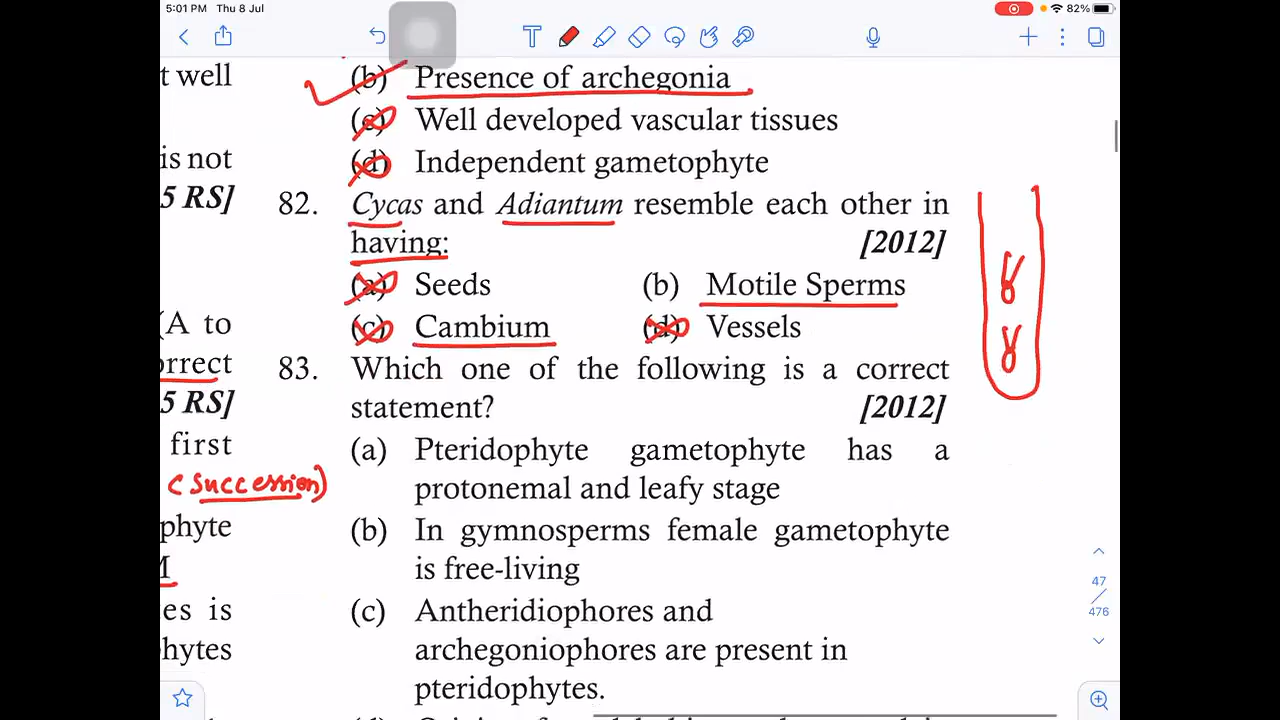 5:01 PM Thu 8 Jul
82%
t well
is not
5 RS]
(A to
orrect
5 RS]
first
(Succession)
phyte
M
es is
hytes
(b) Presence of archegonia
(c) Well developed vascular tissues
(d) Independent gametophyte
82. Cycas and Adiantum resemble each other in
having: [2012]
(a) Seeds (b) Motile Sperms
(c) Cambium (d) Vessels
83. Which one of the following is a correct
statement? [2012]
(a) Pteridophyte gametophyte has a
protonemal and leafy stage
(b) In gymnosperms female gametophyte
is free-living
(c) Antheridiophores and
archegoniophores are present in
pteridophytes.
47
476